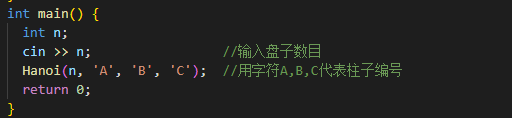 int main() {
  int n;
  cin >> n;                //输入盘子数目
  Hanoi(n, 'A', 'B', 'C');  //用字符A,B,C代表柱子编号
  return 0;
}